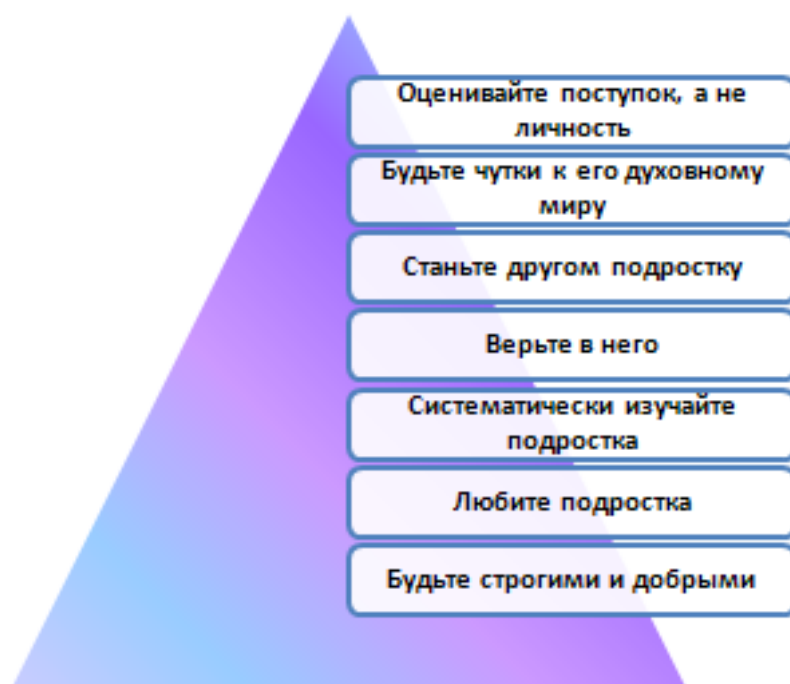 Оценивайте поступок, а не
личность
Будьте чутки к его духовному
миру
Станьте другом подростку
Верьте в него
Систематически изучайте
подростка
Любите подростка
Будьте строгими и добрыми